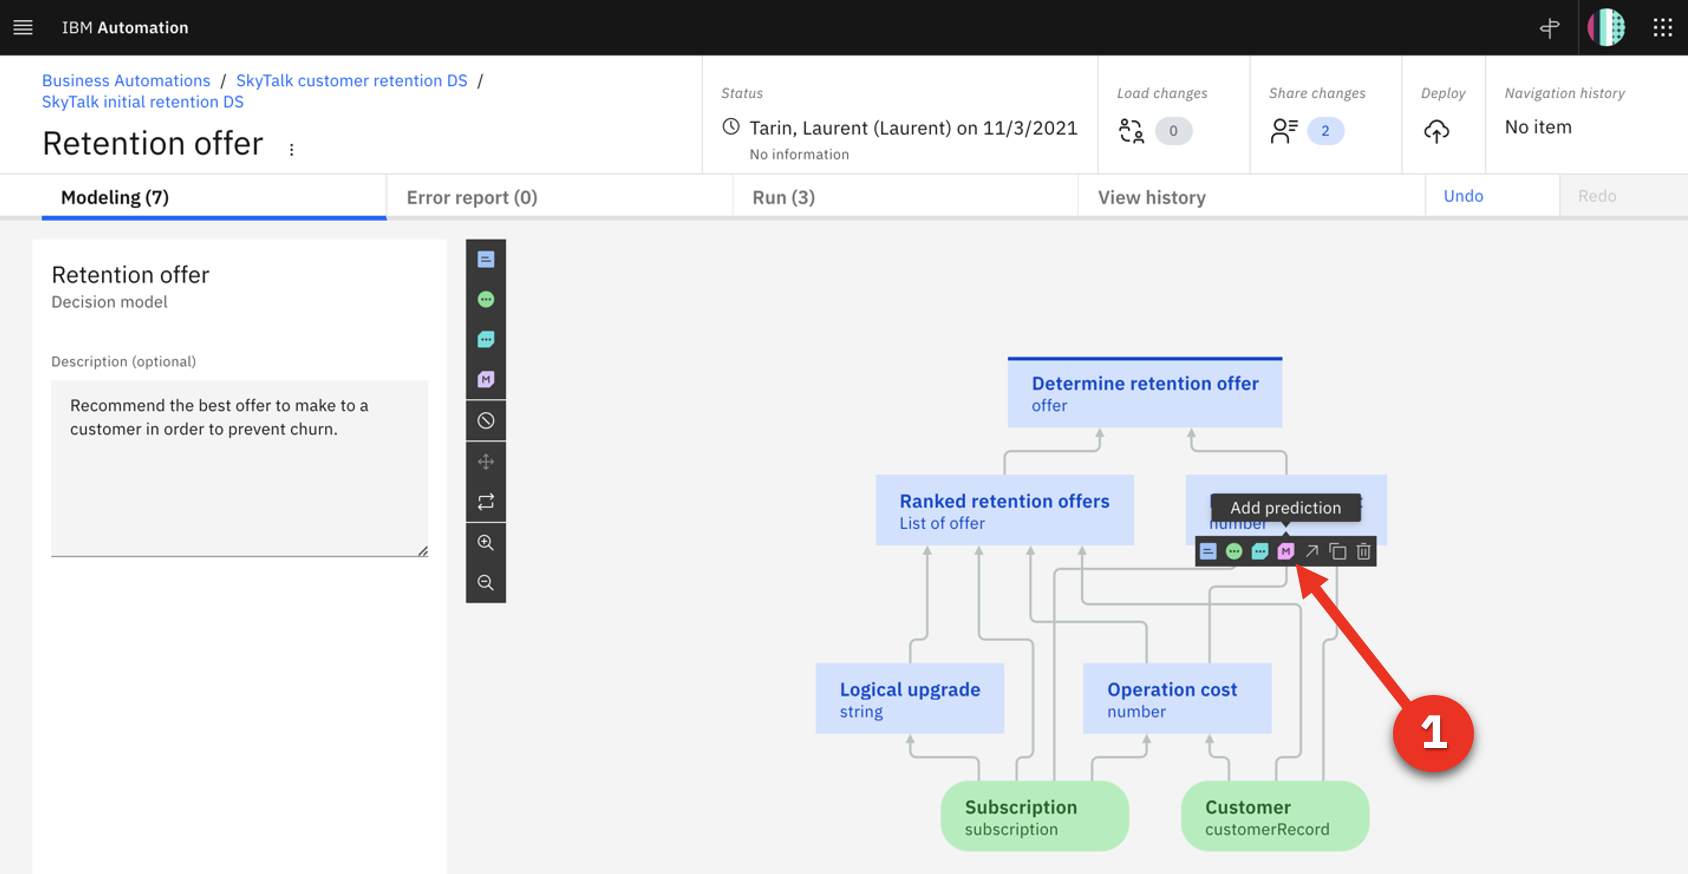 IBM Automation
Business Automations / SkyTalk customer retention DS /
SkyTalk initial retention DS
Retention offer
Status
Tarin, Laurent (Laurent) on 11/3/2021
No information
Load changes
0
Share changes
2
Deploy
Navigation history
No item
Modeling (7)
Error report (0)
Run (3)
View history
Undo
Redo
Retention offer
Decision model
Description (optional)
Recommend the best offer to make to a
customer in order to prevent churn.
M
Determine retention offer
offer
Ranked retention offers
List of offer
Add prediction
number
M
Logical upgrade
string
Operation cost
number
1
Subscription
subscription
Customer
customerRecord